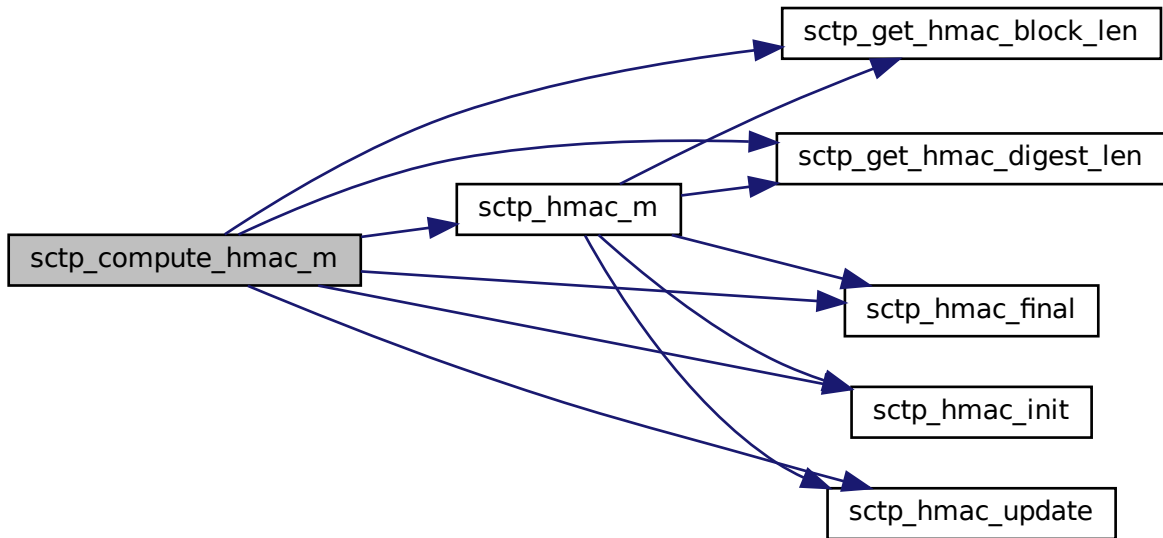 sctp_compute_hmac_m
sctp_hmac_m
sctp_get_hmac_block_len
sctp_get_hmac_digest_len
sctp_hmac_final
sctp_hmac_init
sctp_hmac_update